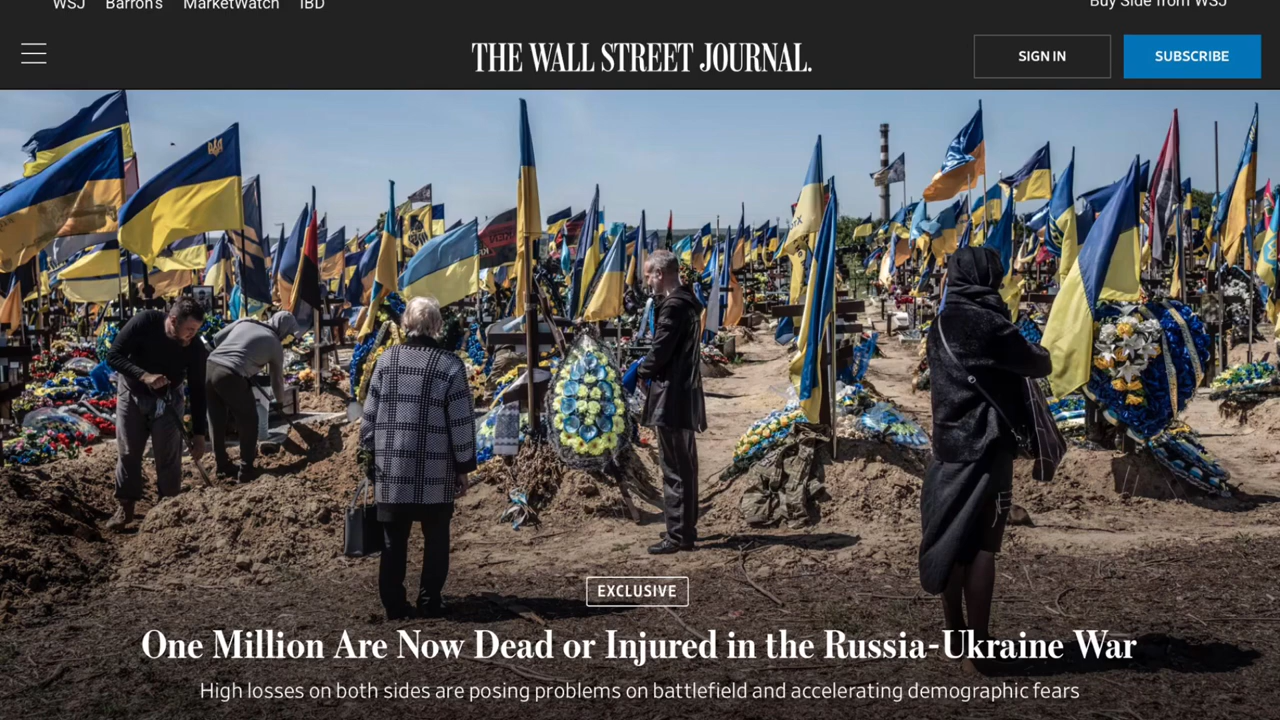 WSJ Barron's MarketWatch IBD Buy Side from WSJ
THE WALL STREET JOURNAL.
SIGN IN
SUBSCRIBE
EXCLUSIVE
One Million Are Now Dead or Injured in the Russia-Ukraine War
High losses on both sides are posing problems on battlefield and accelerating demographic fears